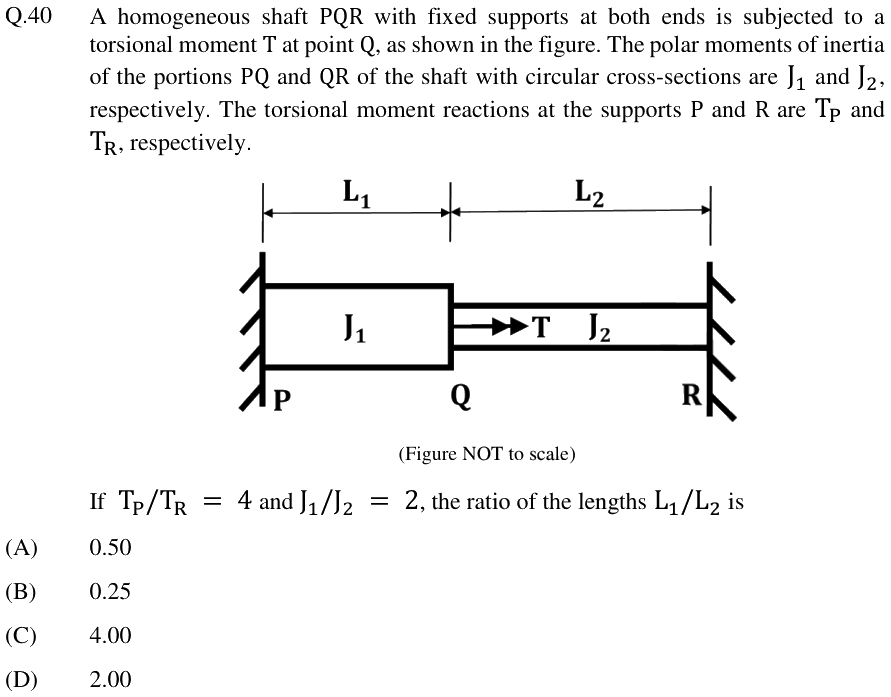 Q.40 A homogeneous shaft PQR with fixed supports at both ends is subjected to a
torsional moment T at point Q, as shown in the figure. The polar moments of inertia
of the portions PQ and QR of the shaft with circular cross-sections are J₁ and J₂,
respectively. The torsional moment reactions at the supports P and R are Tₚ and
T_R, respectively.
L₁ L₂
J₁ T J₂
P Q R
(Figure NOT to scale)
If Tₚ/T_R = 4 and J₁/J₂ = 2, the ratio of the lengths L₁/L₂ is
(A) 0.50
(B) 0.25
(C) 4.00
(D) 2.00